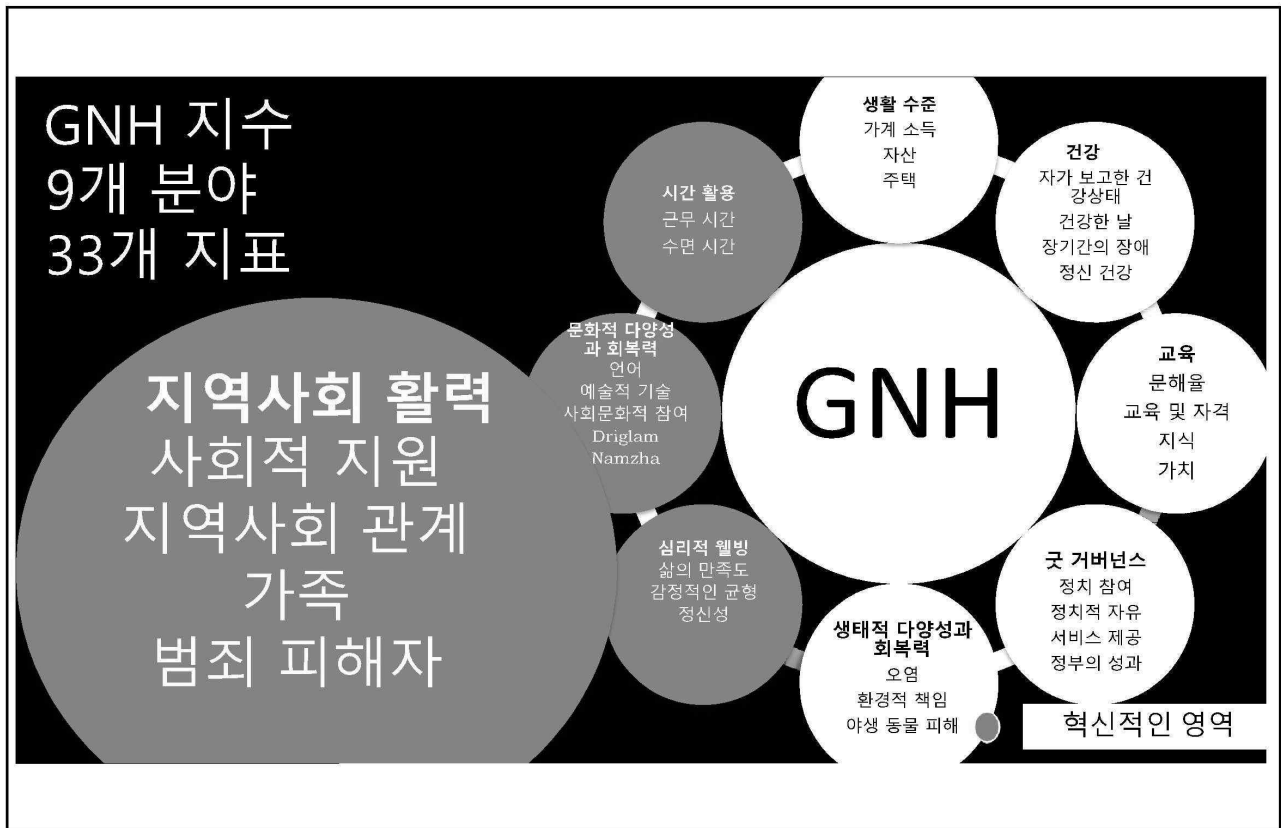 GNH 지수
9개 분야
33개 지표
지역사회 활력
사회적 지원
지역사회 관계
가족
범죄 피해자
GNH
생활 수준
가계 소득
자산
주택
건강
자가 보고한 건
강상태
건강한 날
장기간의 장애
정신 건강
교육
문해율
교육 및 자격
지식
가치
굿 거버넌스
정치 참여
정치적 자유
서비스 제공
정부의 성과
생태적 다양성과
회복력
오염
환경적 책임
야생 동물 피해
심리적 웰빙
삶의 만족도
감정적인 균형
정신성
문화적 다양성
과 회복력
언어
예술적 기술
사회문화적 참여
Driglam
Namzha
시간 활용
근무 시간
수면 시간
혁신적인 영역